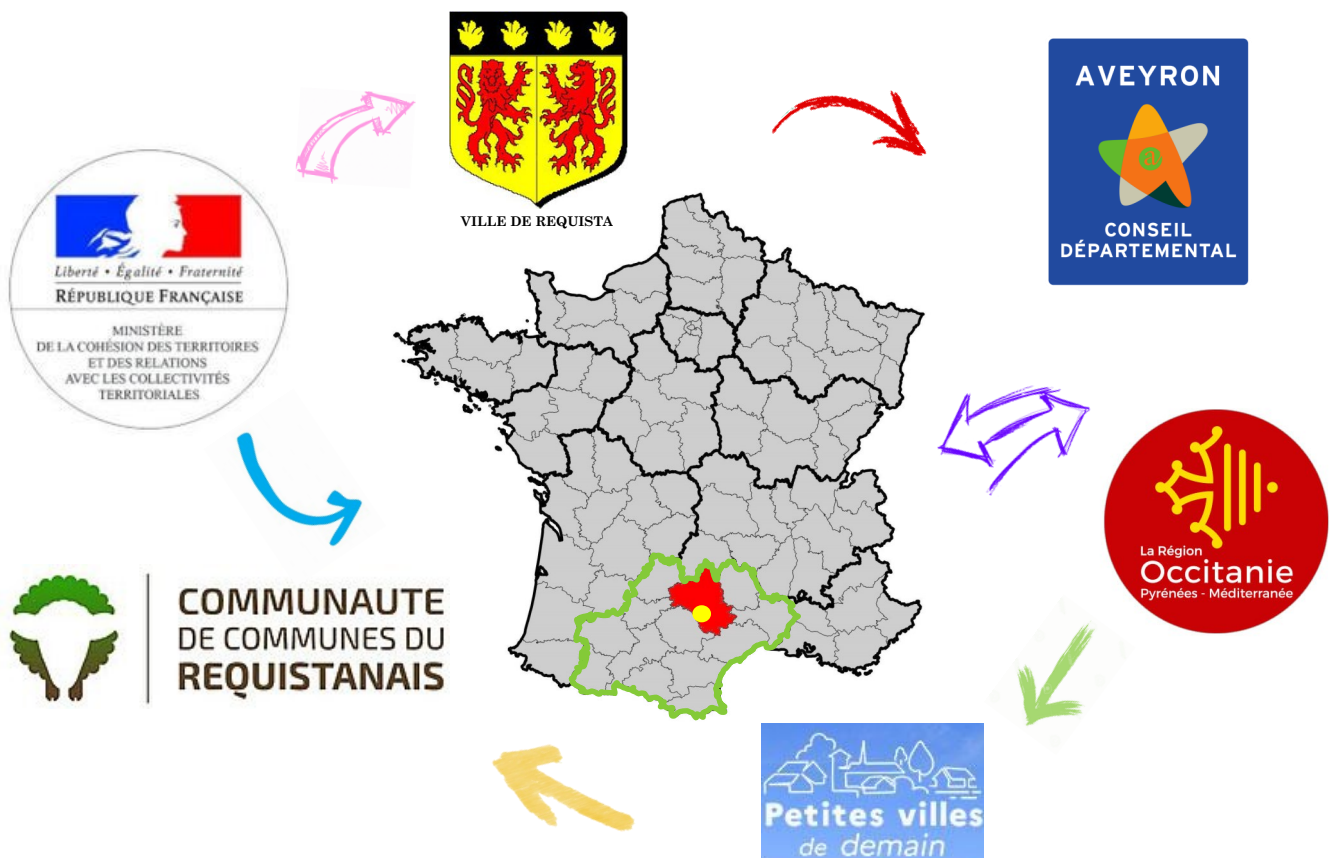 VILLE DE REQUISTA
AVEYRON
a
CONSEIL
DÉPARTEMENTAL
Liberté • Égalité • Fraternité
RÉPUBLIQUE FRANÇAISE
MINISTÈRE
DE LA COHÉSION DES TERRITOIRES
ET DES RELATIONS
AVEC LES COLLECTIVITÉS
TERRITORIALES
La Région
Occitanie
Pyrénées - Méditerranée
COMMUNAUTE
DE COMMUNES DU
REQUISTANAIS
Petites villes
de demain